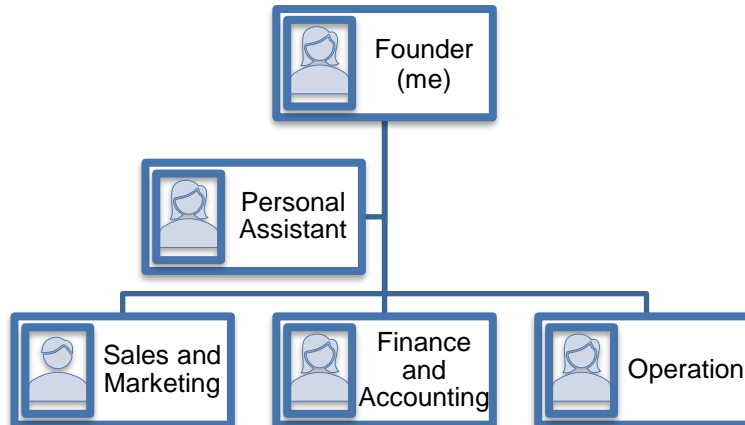 Founder
(me)
Personal
Assistant
Sales and
Marketing
Finance
and
Accounting
Operation